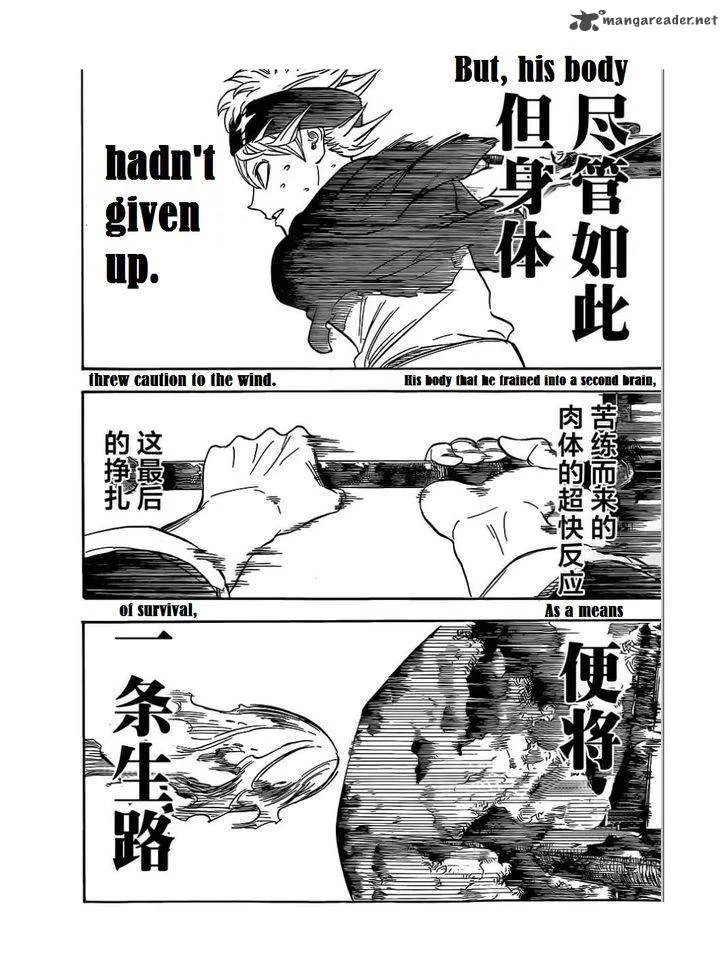 mangareader.net
But, his body
尽管如此
但身体
hadn't
given
up.
His body that he trained into a second brain,
threw caution to the wind.
苦练而来的
肉体的超快反应
这最后
的挣扎
As a means
of survival,
便将
一条生路